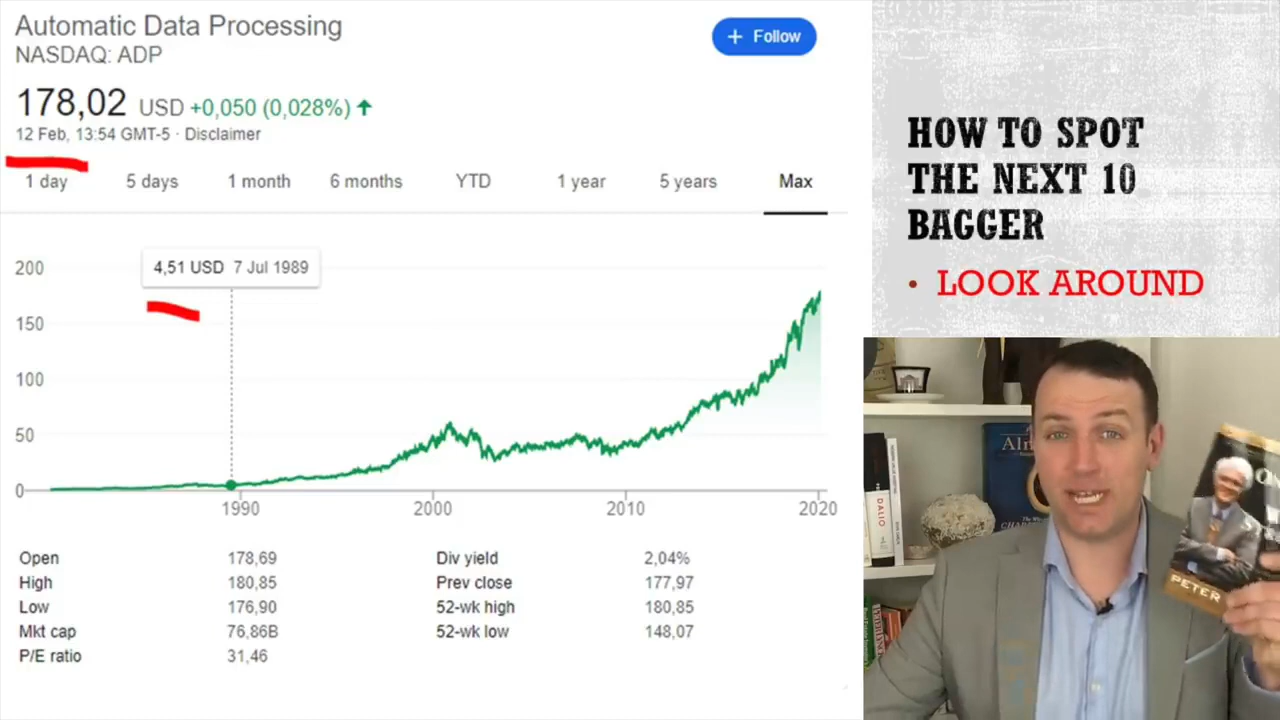 Automatic Data Processing
NASDAQ: ADP
+ Follow
178,02 USD +0,050 (0,028%) ↑
12 Feb, 13:54 GMT-5 · Disclaimer
1 day 5 days 1 month 6 months YTD 1 year 5 years Max
4,51 USD 7 Jul 1989
200
150
100
50
0
1990 2000 2010 2020
Open 178,69 Div yield 2,04%
High 180,85 Prev close 177,97
Low 176,90 52-wk high 180,85
Mkt cap 76,86B 52-wk low 148,07
P/E ratio 31,46
HOW TO SPOT
THE NEXT 10
BAGGER
• LOOK AROUND
DALIO
PETER